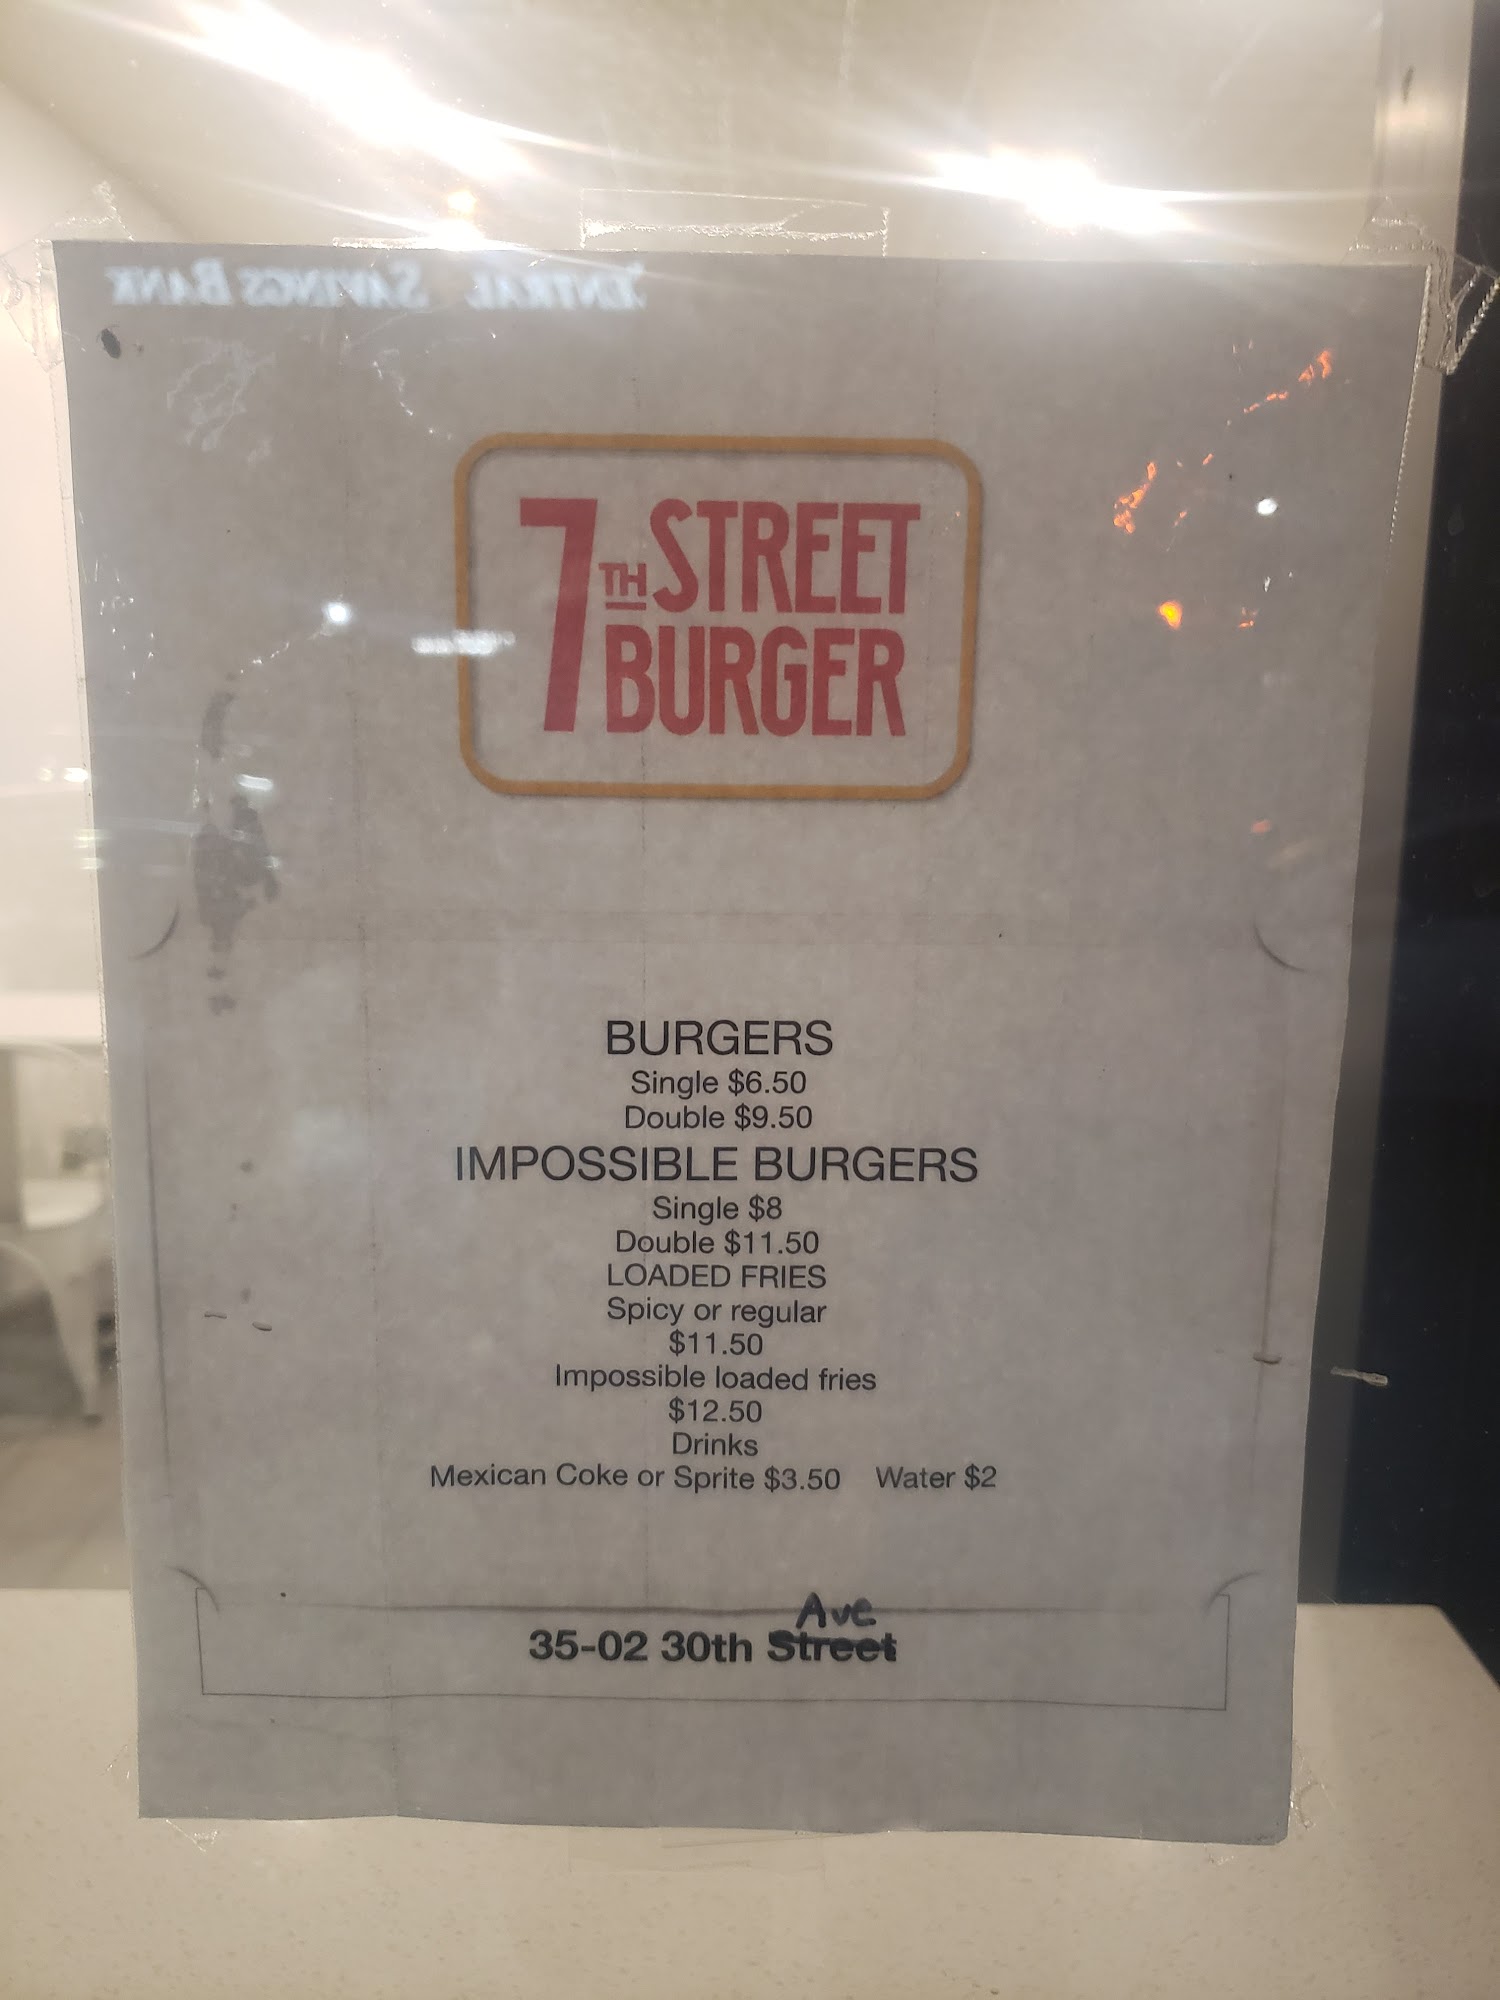 SAVINGS BANK
7TH STREET
BURGER
BURGERS
Single $6.50
Double $9.50
IMPOSSIBLE BURGERS
Single $8
Double $11.50
LOADED FRIES
Spicy or regular
$11.50
Impossible loaded fries
$12.50
Drinks
Mexican Coke or Sprite $3.50 Water $2
Ave
35-02 30th Street